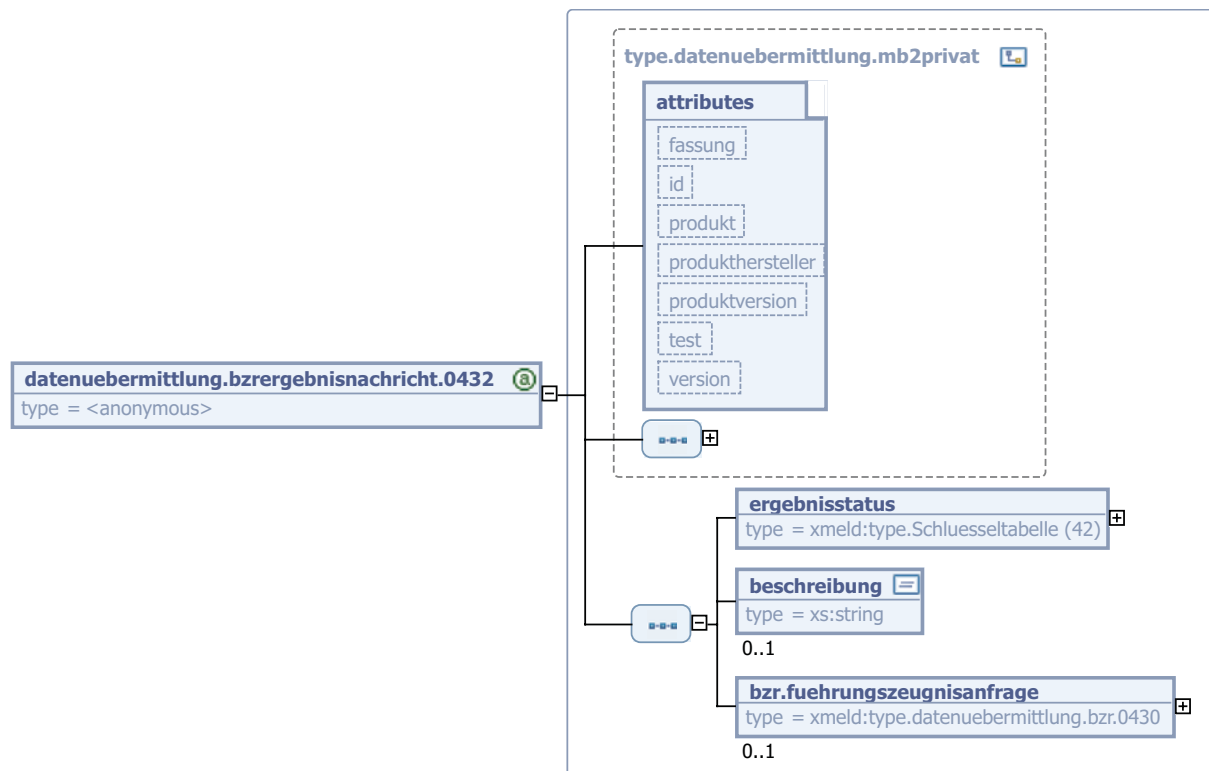 type.datenuebermittlung.mb2privat
attributes
fassung
id
produkt
produkthersteller
produktversion
test
version
datenuebermittlung.bzrergebnisnachricht.0432 a
type = <anonymous>
ergebnisstatus
type = xmeld:type.Schluesseltabelle (42)
beschreibung
type = xs:string
0..1
bzr.fuehrungszeugnisanfrage
type = xmeld:type.datenuebermittlung.bzr.0430
0..1